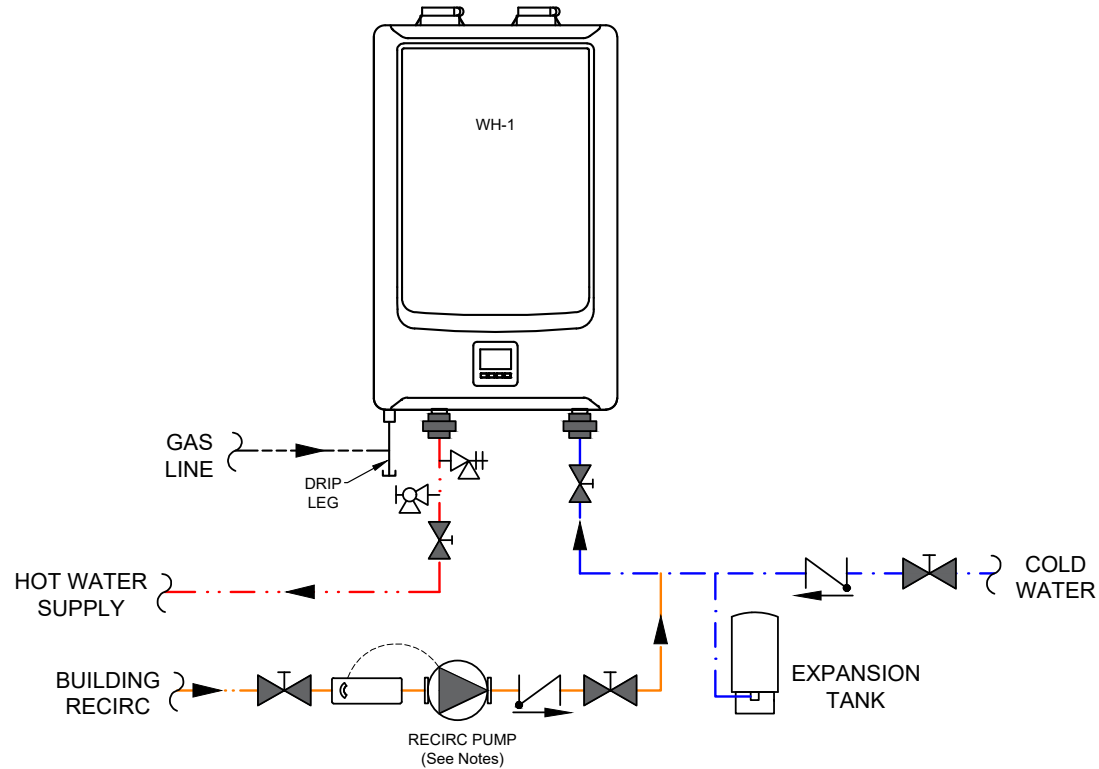 WH-1
GAS
LINE
DRIP
LEG
HOT WATER
SUPPLY
COLD
WATER
BUILDING
RECIRC
EXPANSION
TANK
RECIRC PUMP
(See Notes)